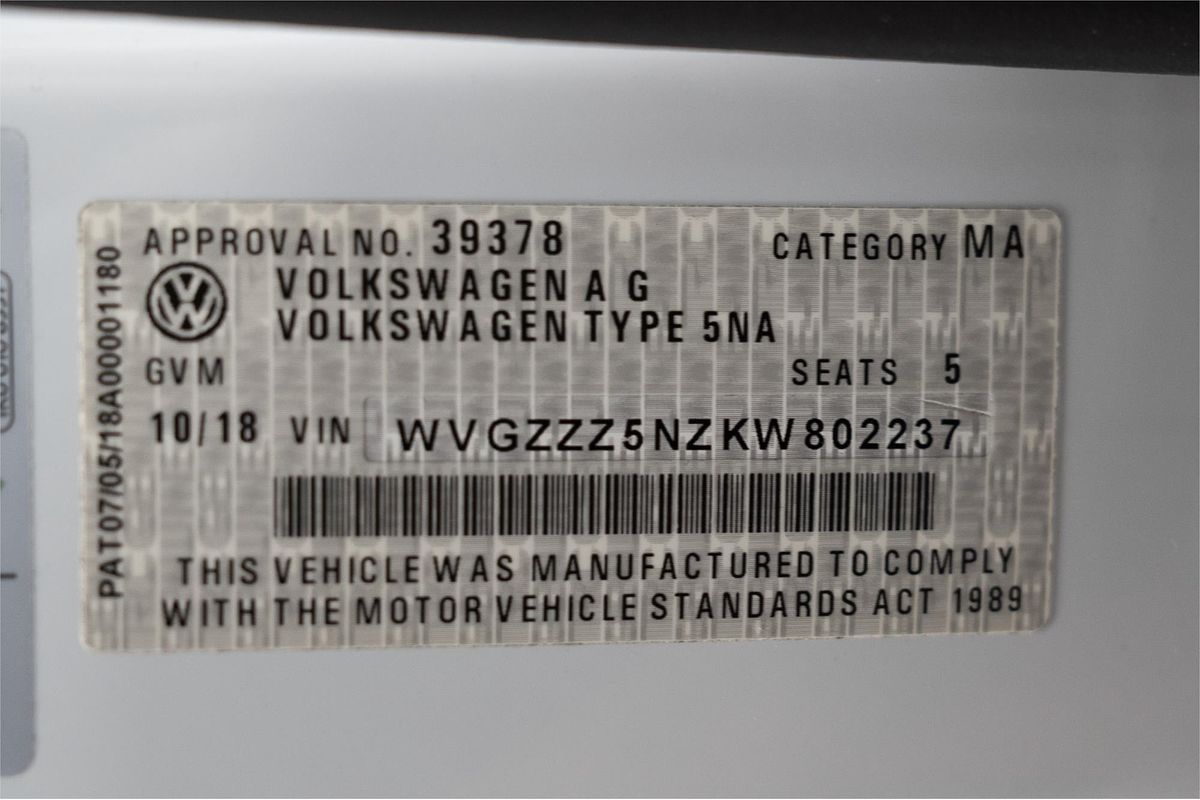 APPROVAL NO. 39378 CATEGORY MA
VOLKSWAGEN AG
VOLKSWAGEN TYPE 5NA
GVM SEATS 5
10/18 VIN WVGZZZ5NZKW802237
THIS VEHICLE WAS MANUFACTURED TO COMPLY
WITH THE MOTOR VEHICLE STANDARDS ACT 1989
PAT07/05/18A00001180